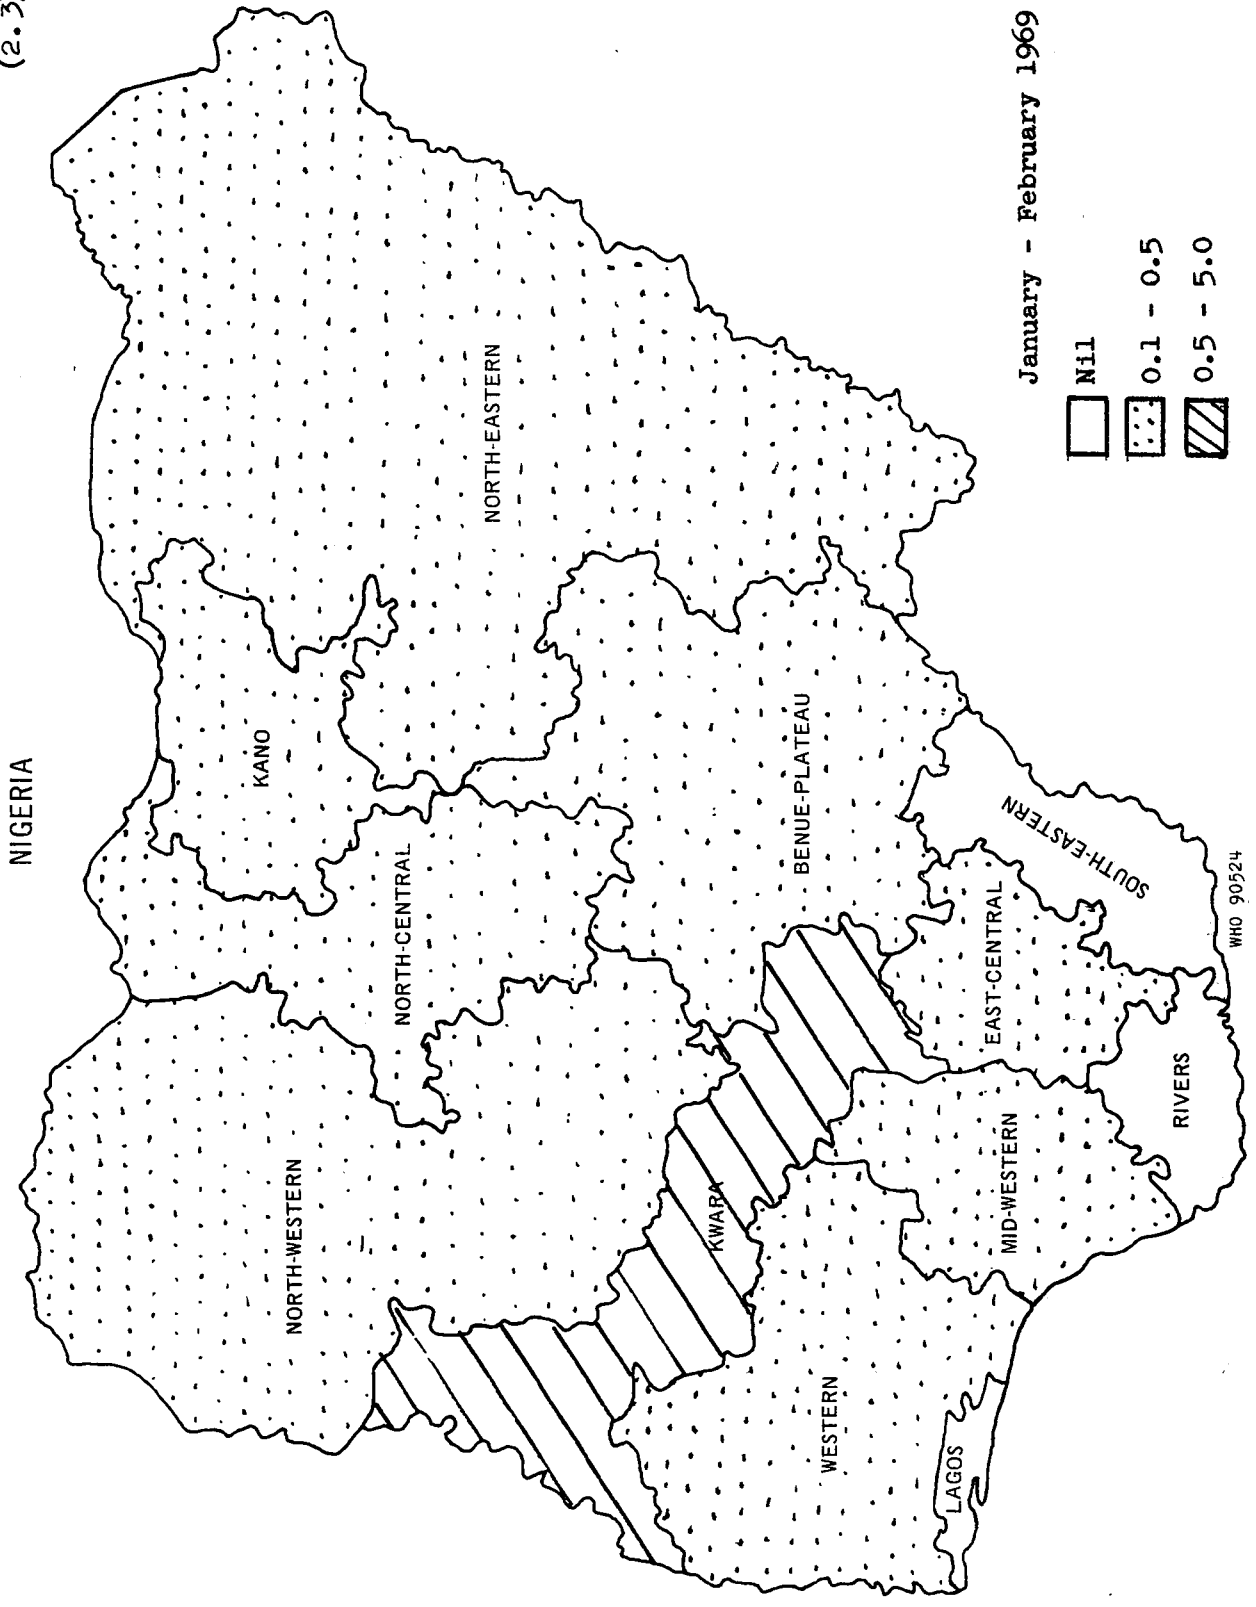 (2.3
NIGERIA
NORTH-WESTERN
NORTH-CENTRAL
KANO
NORTH-EASTERN
KWARA
BENUE-PLATEAU
WESTERN
LAGOS
MID-WESTERN
EAST-CENTRAL
RIVERS
SOUTH-EASTERN
January - February 1969
Nil
0.1 - 0.5
0.5 - 5.0
WHO 90524